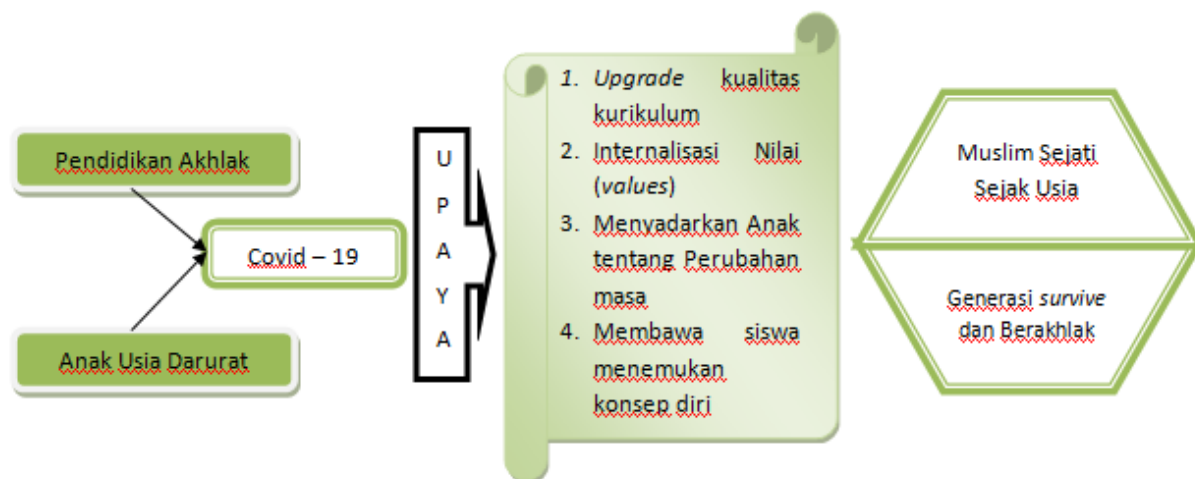 Pendidikan Akhlak
Anak Usia Darurat
Covid – 19
U
P
A
Y
A
1. Upgrade kualitas
kurikulum
2. Internalisasi Nilai
(values)
3. Menyadarkan Anak
tentang Perubahan
masa
4. Membawa siswa
menemukan
konsep diri
Muslim Sejati
Sejak Usia
Generasi survive
dan Berakhlak